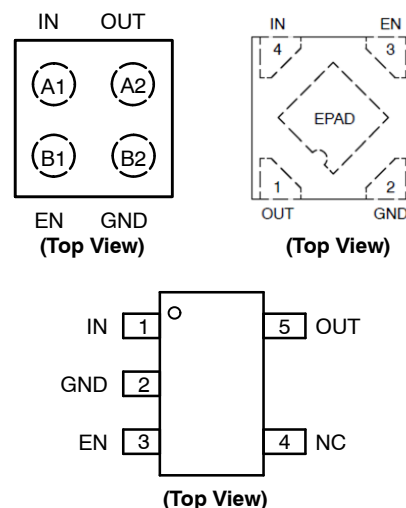 IN OUT
A1 A2
B1 B2
EN GND
(Top View)
IN EN
4 3
EPAD
1 2
OUT GND
(Top View)
IN 1 5 OUT
GND 2
EN 3 4 NC
(Top View)